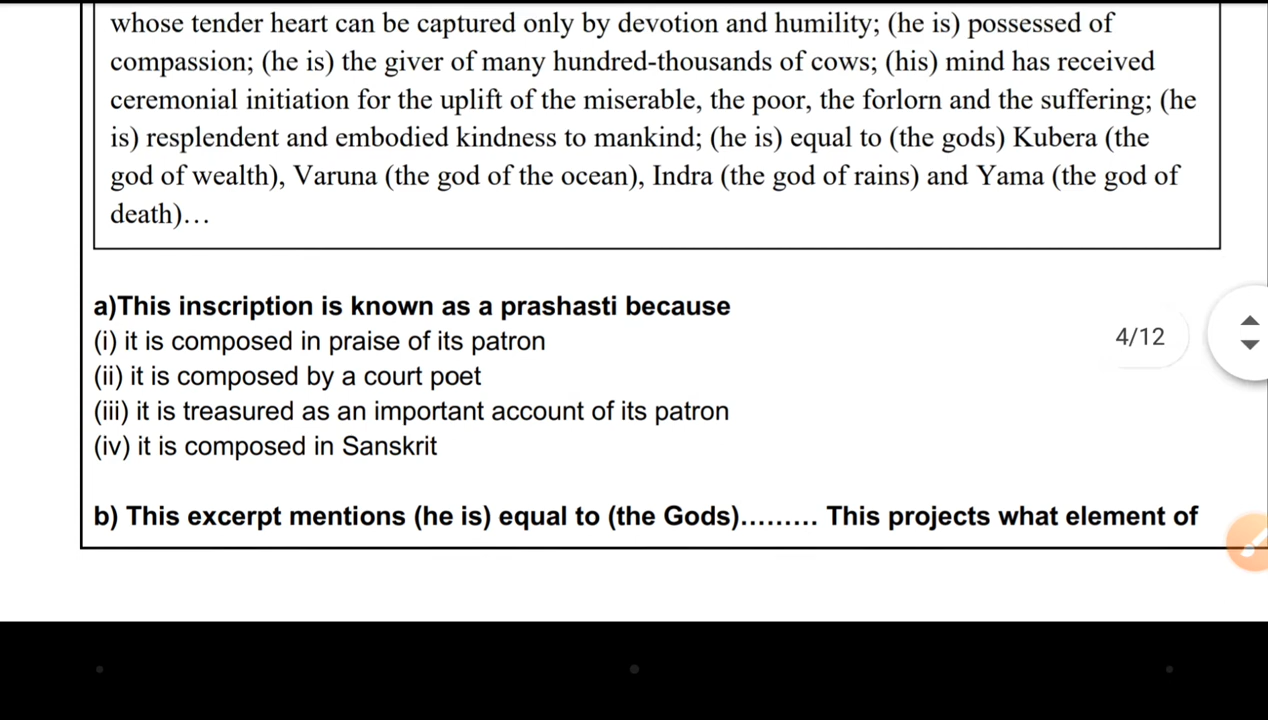 whose tender heart can be captured only by devotion and humility; (he is) possessed of
compassion; (he is) the giver of many hundred-thousands of cows; (his) mind has received
ceremonial initiation for the uplift of the miserable, the poor, the forlorn and the suffering; (he
is) resplendent and embodied kindness to mankind; (he is) equal to (the gods) Kubera (the
god of wealth), Varuna (the god of the ocean), Indra (the god of rains) and Yama (the god of
death)…
a)This inscription is known as a prashasti because
(i) it is composed in praise of its patron
(ii) it is composed by a court poet
(iii) it is treasured as an important account of its patron
(iv) it is composed in Sanskrit
4/12
b) This excerpt mentions (he is) equal to (the Gods)......... This projects what element of